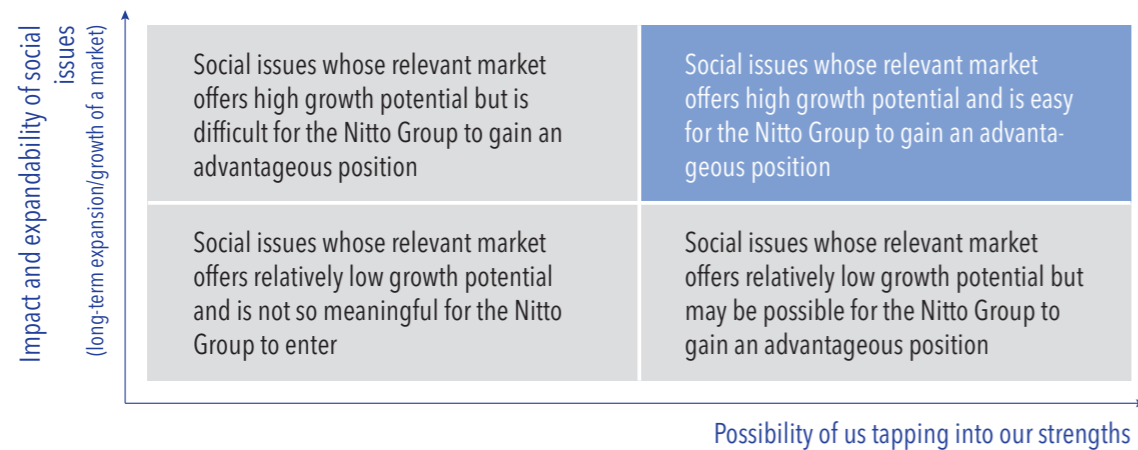 Impact and expandability of social
issues
(long-term expansion/growth of a market)
Social issues whose relevant market
offers high growth potential but is
difficult for the Nitto Group to gain an
advantageous position
Social issues whose relevant market
offers high growth potential and is easy
for the Nitto Group to gain an advanta-
geous position
Social issues whose relevant market
offers relatively low growth potential
and is not so meaningful for the Nitto
Group to enter
Social issues whose relevant market
offers relatively low growth potential but
may be possible for the Nitto Group to
gain an advantageous position
Possibility of us tapping into our strengths